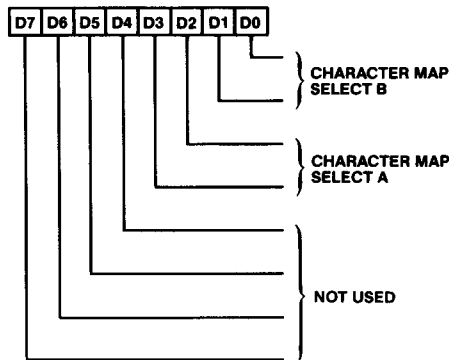 D7 D6 D5 D4 D3 D2 D1 D0
CHARACTER MAP
SELECT B
CHARACTER MAP
SELECT A
NOT USED